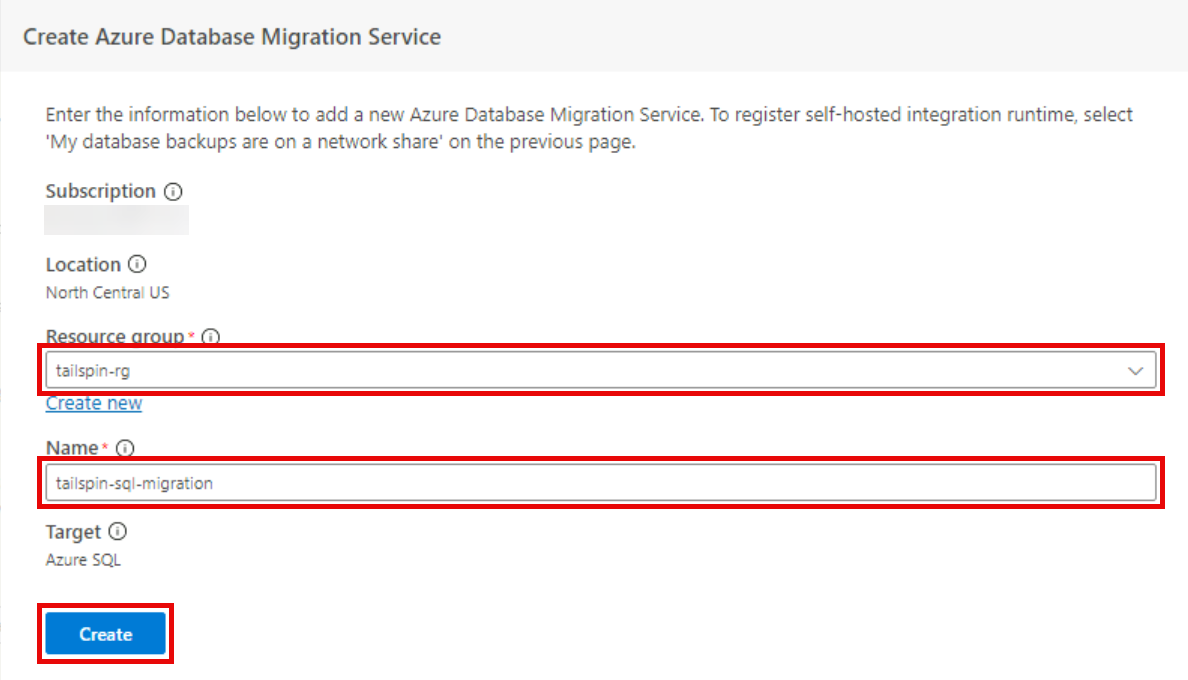 Create Azure Database Migration Service
Enter the information below to add a new Azure Database Migration Service. To register self-hosted integration runtime, select
'My database backups are on a network share' on the previous page.
Subscription
Location
North Central US
Resource group *
tailspin-rg
Create new
Name *
tailspin-sql-migration
Target
Azure SQL
Create